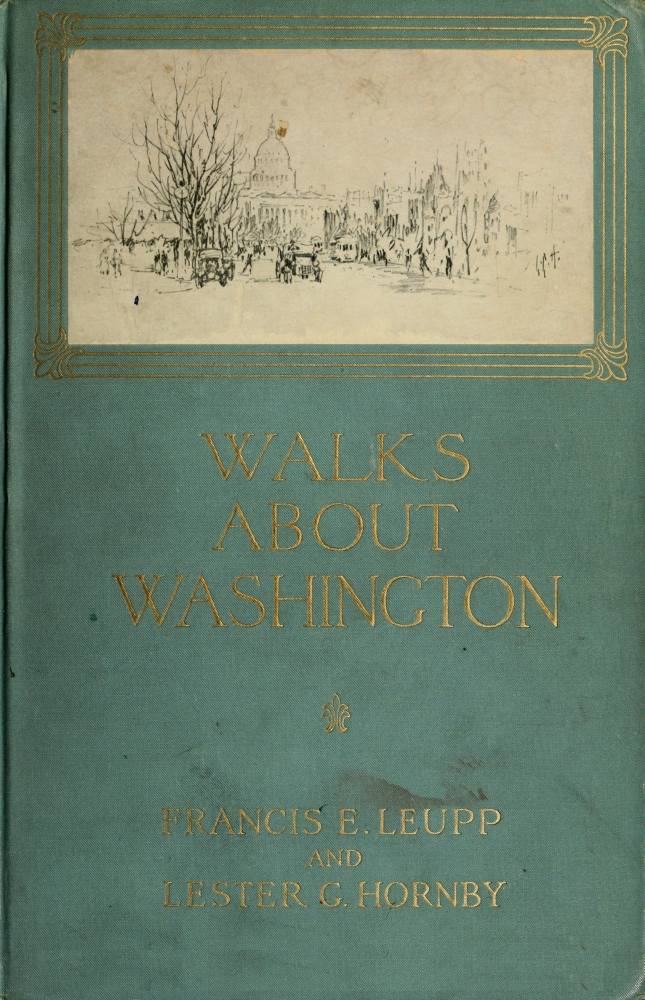 WALKS
ABOUT
WASHINGTON
FRANCIS E. LEUPP
AND
LESTER G. HORNBY